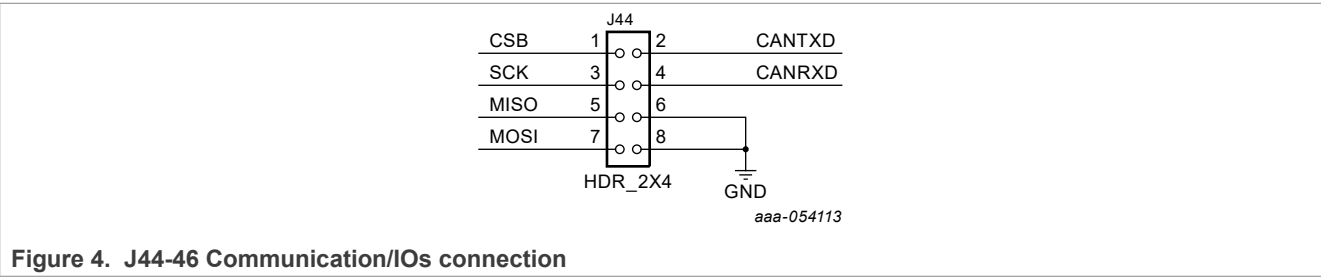 J44
CSB 1 2 CANTXD
SCK 3 4 CANRXD
MISO 5 6
MOSI 7 8
HDR_2X4
GND
aaa-054113
Figure 4. J44-46 Communication/IOs connection